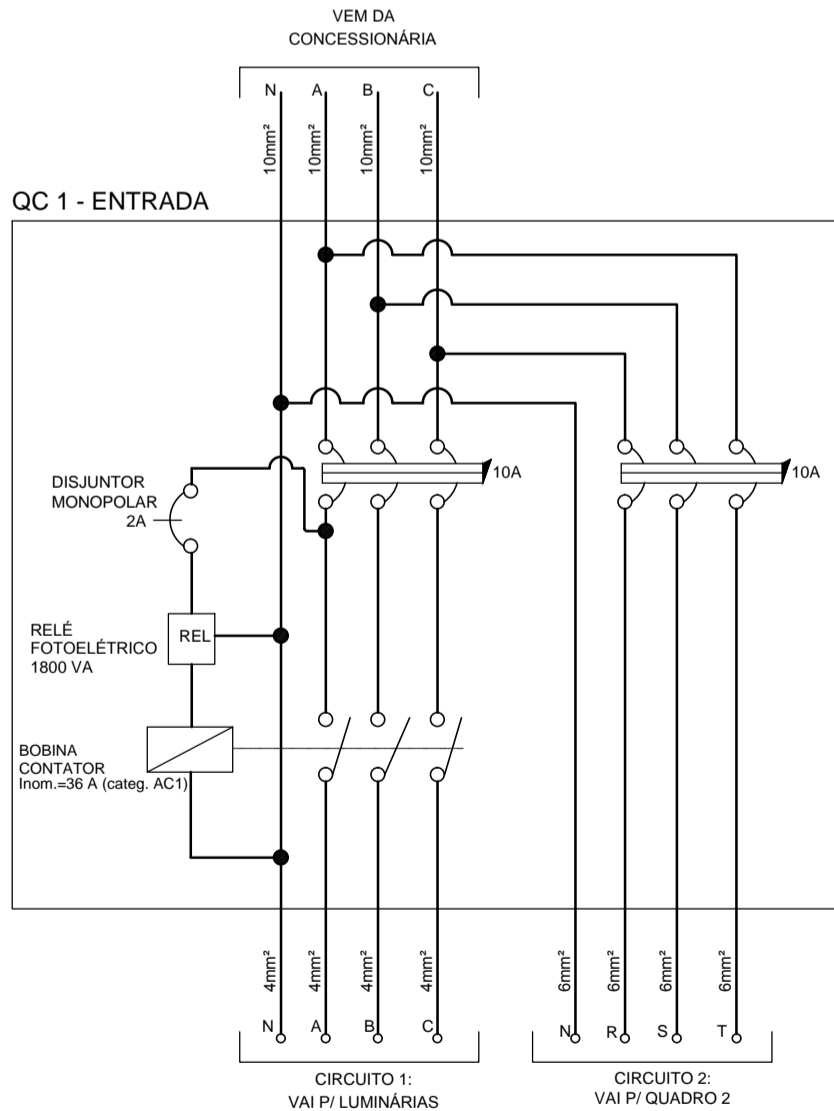 VEM DA
CONCESSIONÁRIA
N A B C
10mm² 10mm² 10mm² 10mm²
QC 1 - ENTRADA
10A 10A
DISJUNTOR
MONOPOLAR
2A
RELÉ
FOTOELÉTRICO
1800 VA
REL
BOBINA
CONTATOR
Inom.=36 A (categ. AC1)
4mm² 4mm² 4mm² 4mm² 6mm² 6mm² 6mm² 6mm²
N A B C N R S T
CIRCUITO 1:
VAI P/ LUMINÁRIAS
CIRCUITO 2:
VAI P/ QUADRO 2